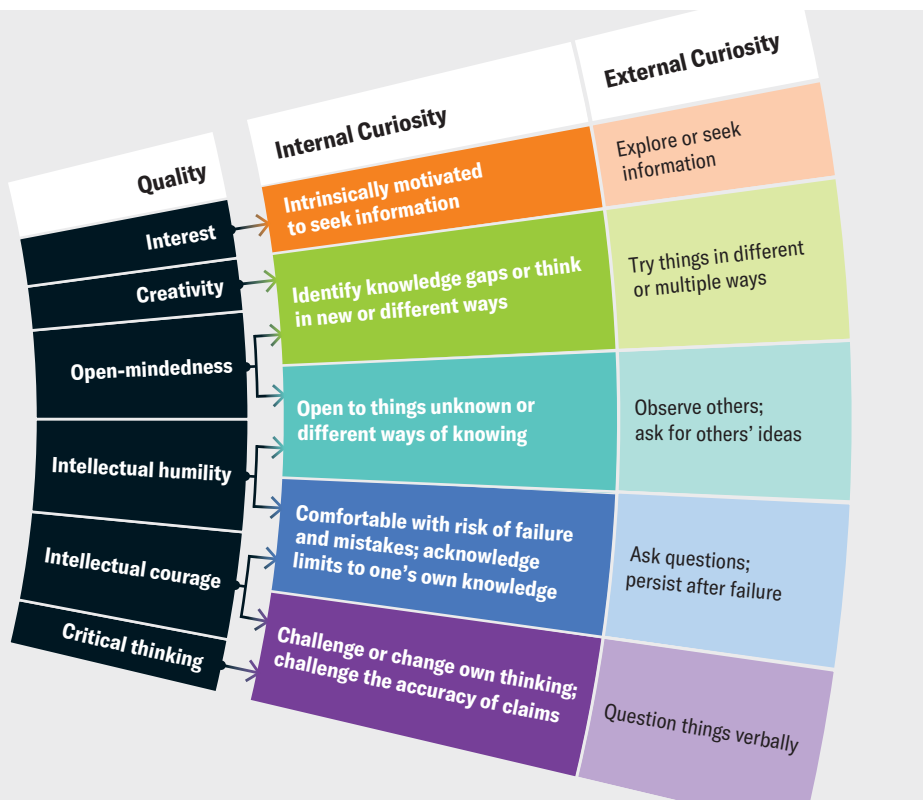 Quality
Internal Curiosity
External Curiosity
Interest
Intrinsically motivated
to seek information
Explore or seek
information
Creativity
Identify knowledge gaps or think
in new or different ways
Try things in different
or multiple ways
Open-mindedness
Open to things unknown or
different ways of knowing
Observe others;
ask for others’ ideas
Intellectual humility
Comfortable with risk of failure
and mistakes; acknowledge
limits to one’s own knowledge
Ask questions;
persist after failure
Intellectual courage
Critical thinking
Challenge or change own thinking;
challenge the accuracy of claims
Question things verbally